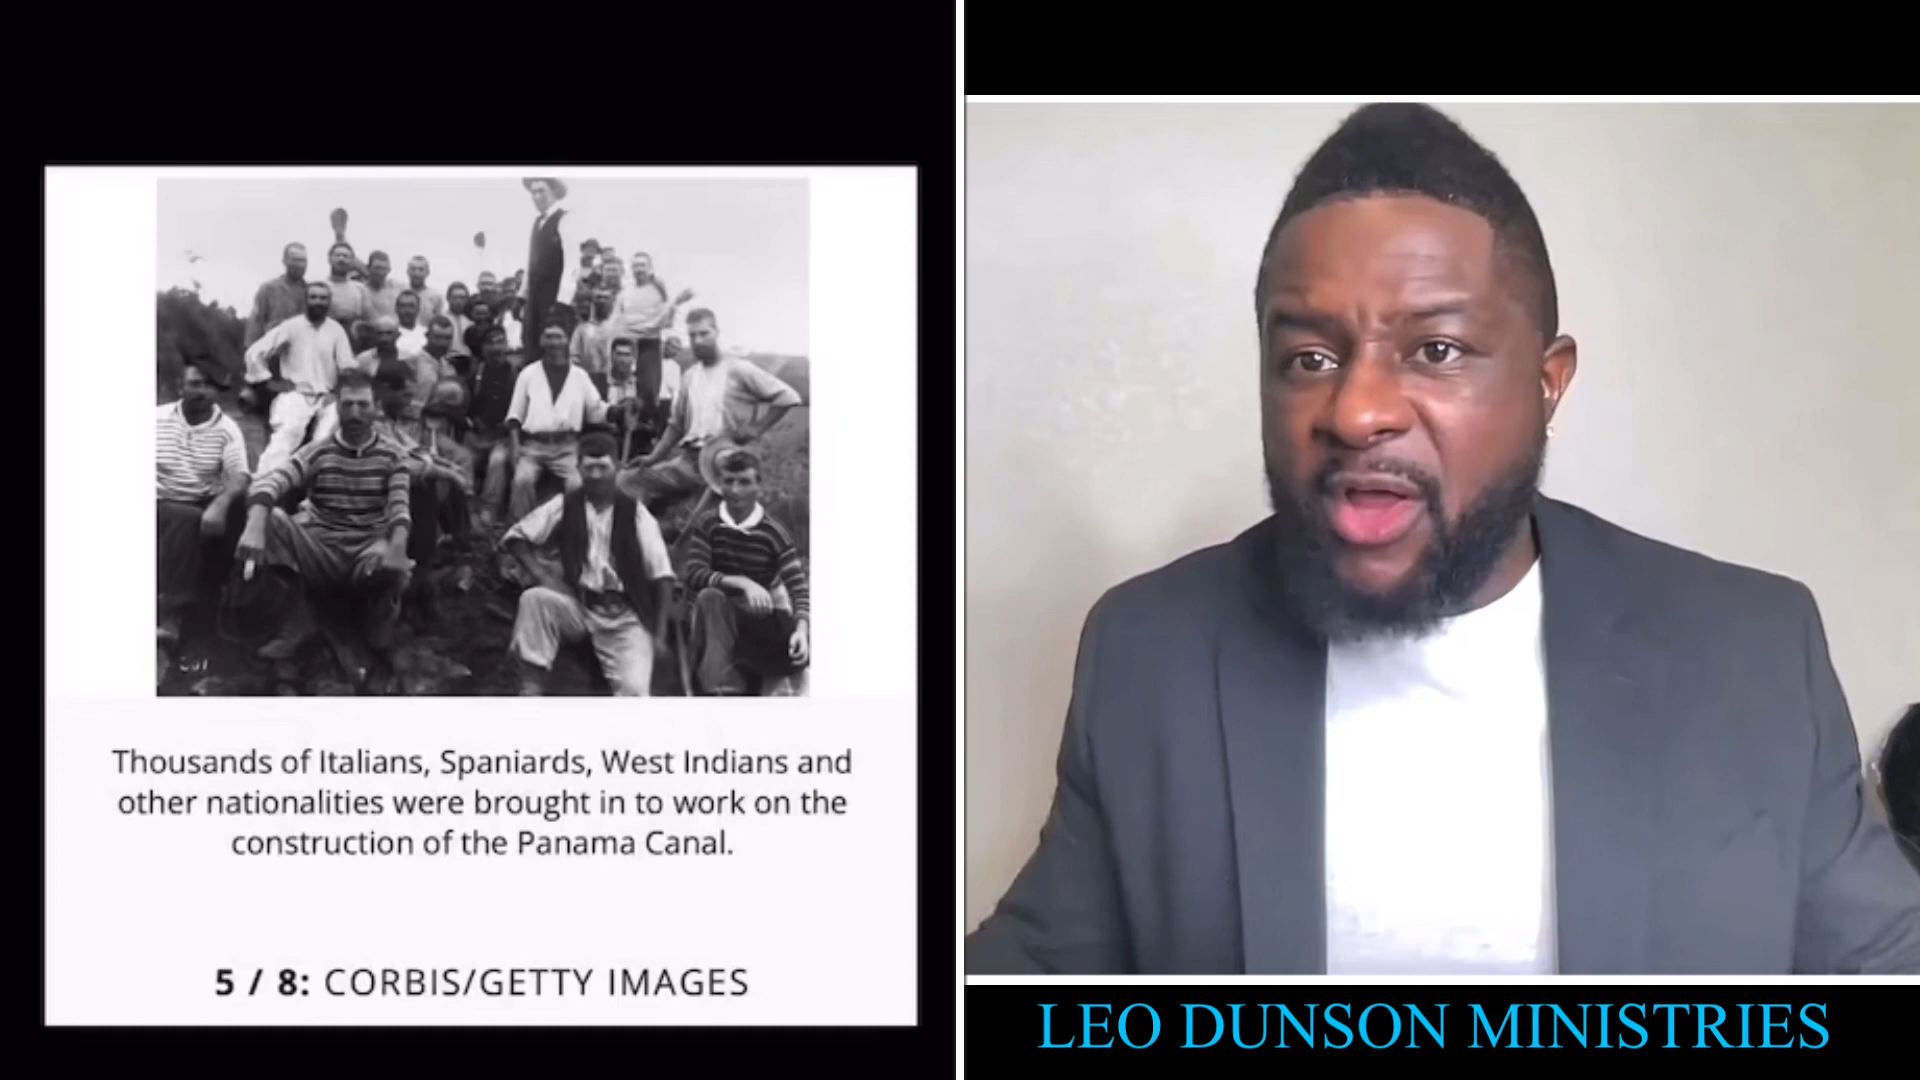 Thousands of Italians, Spaniards, West Indians and
other nationalities were brought in to work on the
construction of the Panama Canal.
5 / 8: CORBIS/GETTY IMAGES
LEO DUNSON MINISTRIES